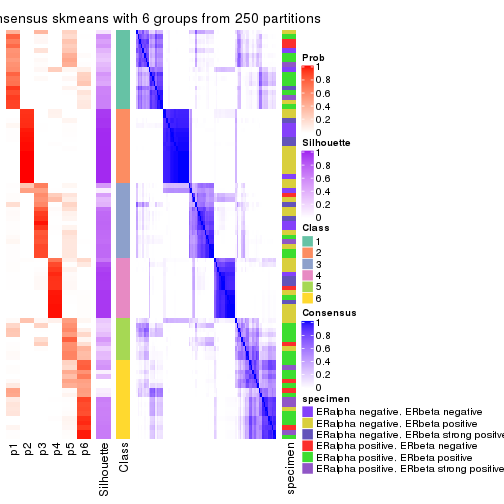 nsensus skmeans with 6 groups from 250 partitions
Prob
1
0.8
0.6
0.4
0.2
0
Silhouette
1
0.8
0.6
0.4
0.2
0
Class
1
2
3
4
5
6
Consensus
1
0.8
0.6
0.4
0.2
0
specimen
ERalpha negative. ERbeta negative
ERalpha negative. ERbeta positive
ERalpha negative. ERbeta strong positive
ERalpha positive. ERbeta negative
ERalpha positive. ERbeta positive
ERalpha positive. ERbeta strong positive
p1
p2
p3
p4
p5
p6
Silhouette
Class
specimen